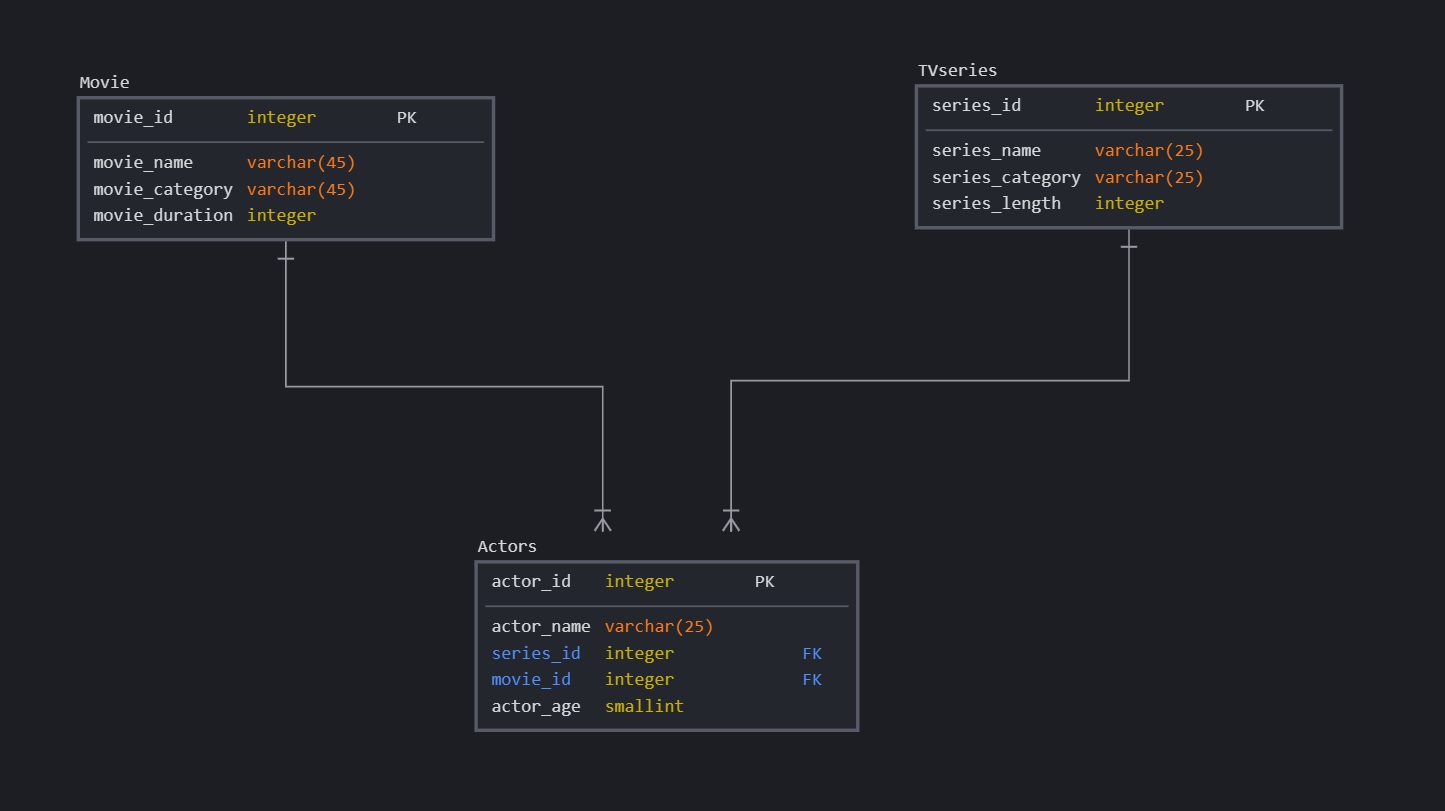 Movie
movie_id integer PK
movie_name varchar(45)
movie_category varchar(45)
movie_duration integer
TVseries
series_id integer PK
series_name varchar(25)
series_category varchar(25)
series_length integer
Actors
actor_id integer PK
actor_name varchar(25)
series_id integer FK
movie_id integer FK
actor_age smallint